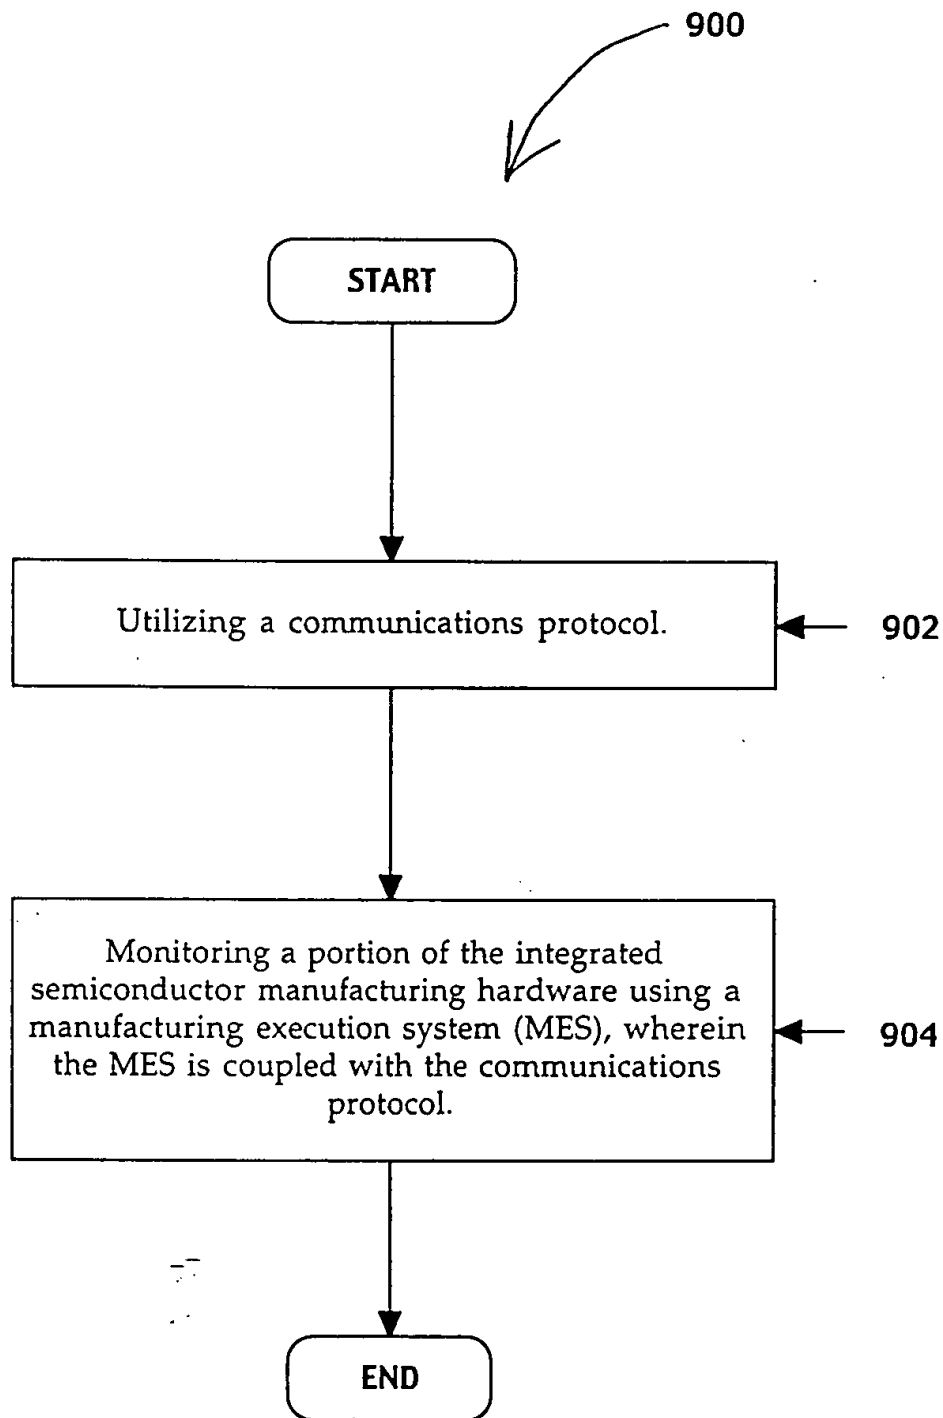 900
START
Utilizing a communications protocol.
902
Monitoring a portion of the integrated
semiconductor manufacturing hardware using a
manufacturing execution system (MES), wherein
the MES is coupled with the communications
protocol.
904
END